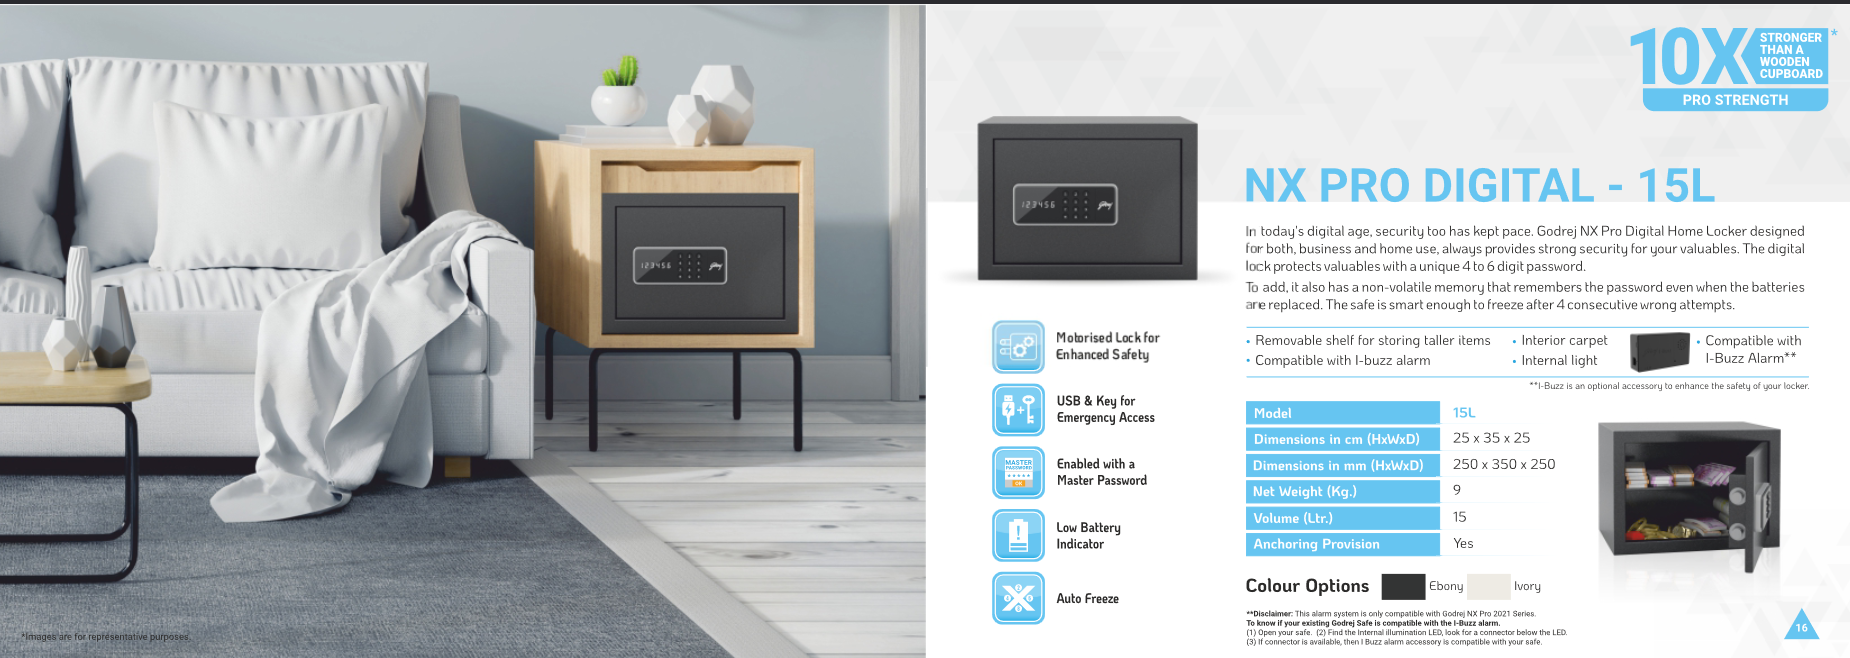 *Images are for representative purposes.
123456
Godrej
10X
STRONGER
THAN A
WOODEN
CUPBOARD
*
PRO STRENGTH
123456
Godrej
NX PRO DIGITAL - 15L
In today's digital age, security too has kept pace. Godrej NX Pro Digital Home Locker designed
for both, business and home use, always provides strong security for your valuables. The digital
lock protects valuables with a unique 4 to 6 digit password.
To add, it also has a non-volatile memory that remembers the password even when the batteries
are replaced. The safe is smart enough to freeze after 4 consecutive wrong attempts.
Motorised Lock for
Enhanced Safety
USB & Key for
Emergency Access
MASTER
PASSWORD
OK
Enabled with a
Master Password
Low Battery
Indicator
Auto Freeze
• Removable shelf for storing taller items
• Compatible with I-buzz alarm
• Interior carpet
• Internal light
• Compatible with
I-Buzz Alarm**
**I-Buzz is an optional accessory to enhance the safety of your locker.
Model 15L
Dimensions in cm (HxWxD) 25 x 35 x 25
Dimensions in mm (HxWxD) 250 x 350 x 250
Net Weight (Kg.) 9
Volume (Ltr.) 15
Anchoring Provision Yes
Colour Options Ebony Ivory
**Disclaimer: This alarm system is only compatible with Godrej NX Pro 2021 Series.
To know if your existing Godrej Safe is compatible with the I-Buzz alarm.
(1) Open your safe. (2) Find the Internal illumination LED, look for a connector below the LED.
(3) If connector is available, then I Buzz alarm accessory is compatible with your safe.
16